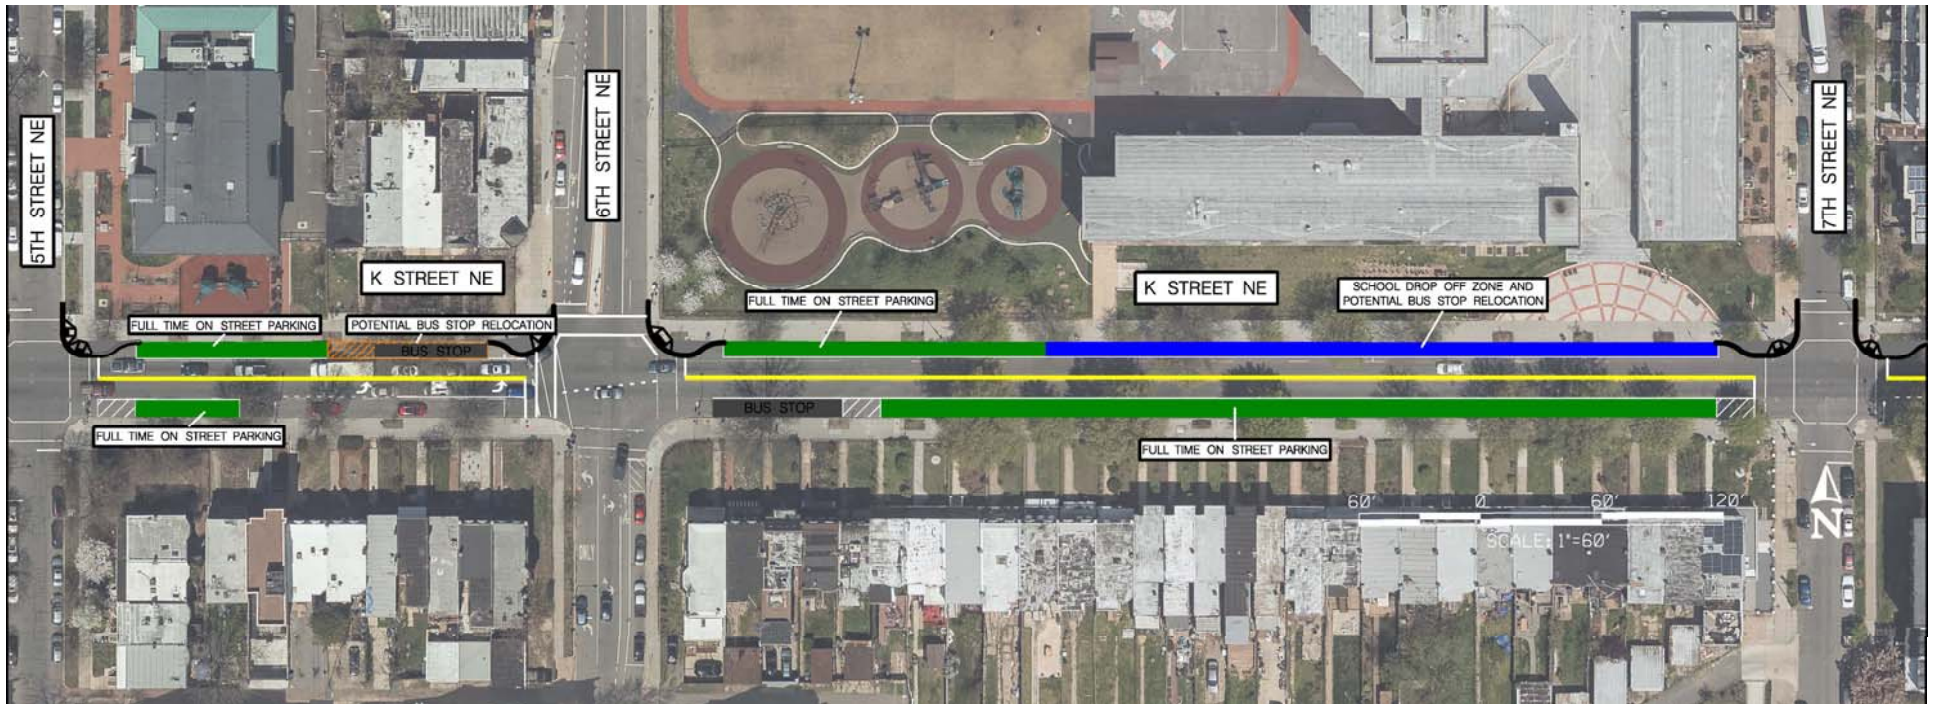 5TH STREET NE
6TH STREET NE
7TH STREET NE
K STREET NE
K STREET NE
SCHOOL DROP OFF ZONE AND
POTENTIAL BUS STOP RELOCATION
FULL TIME ON STREET PARKING
FULL TIME ON STREET PARKING
POTENTIAL BUS STOP RELOCATION
BUS STOP
BUS STOP
FULL TIME ON STREET PARKING
FULL TIME ON STREET PARKING
60' 0 60' 120'
SCALE: 1"=60'
N